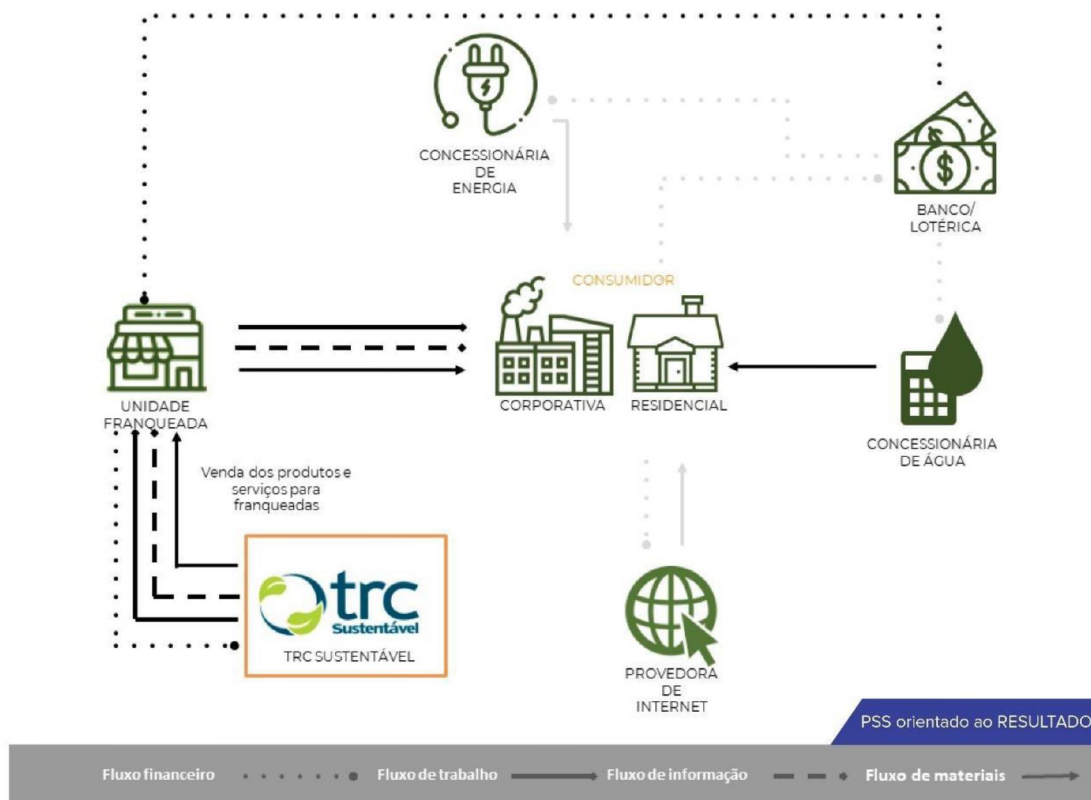 CONCESSIONÁRIA
DE
ENERGIA
BANCO/
LOTÉRICA
CONSUMIDOR
UNIDADE
FRANQUEADA
CORPORATIVA
RESIDENCIAL
CONCESSIONÁRIA
DE ÁGUA
Venda dos produtos e
serviços para
franqueadas
trc
Sustentável
TRC SUSTENTÁVEL
PROVEDORA
DE
INTERNET
PSS orientado ao RESULTADO
Fluxo financeiro
Fluxo de trabalho
Fluxo de informação
Fluxo de materiais